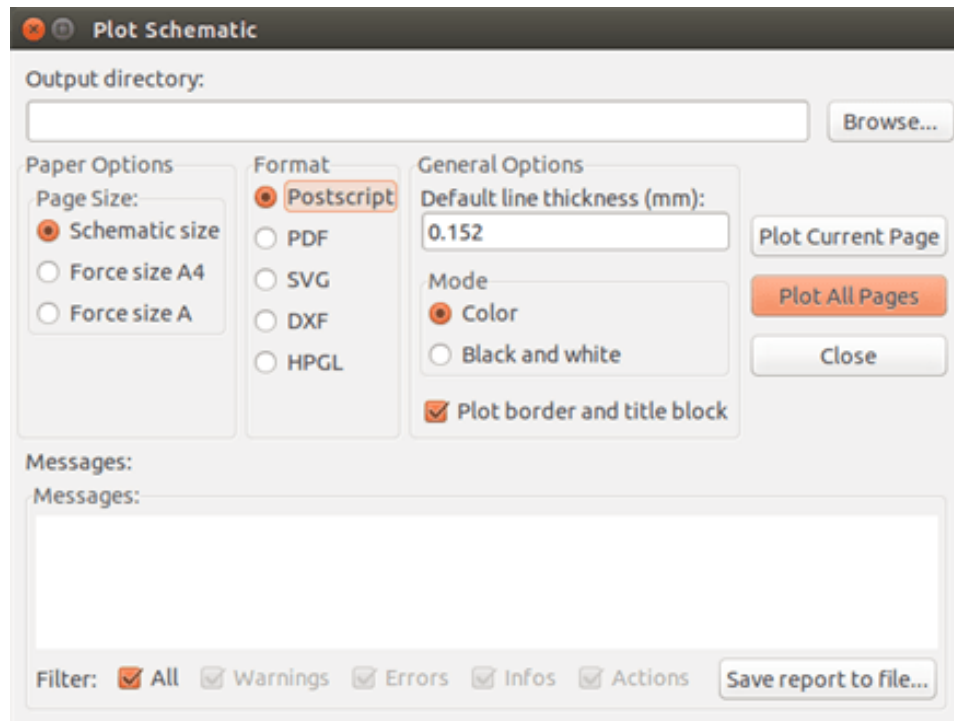 Plot Schematic
Output directory:
Browse...
Paper Options
Page Size:
Schematic size
Force size A4
Force size A
Format
Postscript
PDF
SVG
DXF
HPGL
General Options
Default line thickness (mm):
0.152
Mode
Color
Black and white
Plot border and title block
Plot Current Page
Plot All Pages
Close
Messages:
Messages:
Filter: All Warnings Errors Infos Actions Save report to file...